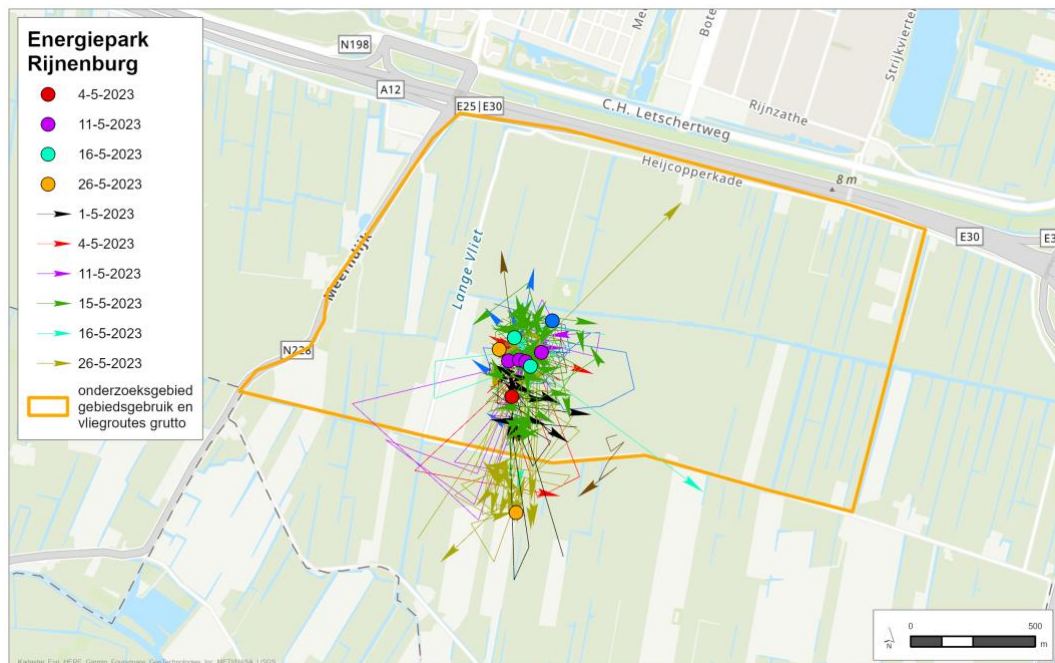 Energiepark
Rijnenburg
4-5-2023
11-5-2023
16-5-2023
26-5-2023
1-5-2023
4-5-2023
11-5-2023
15-5-2023
16-5-2023
26-5-2023
onderzoeksgebied
gebiedsgebruik en
vliegroutes grutto
N198
A12
E25|E30
C.H. Letschertweg
Rijnzathe
Strijkvierter
Heijcopperkade
8 m
E30
Meerndijk
Lange Vliet
N228
0
500
m
N